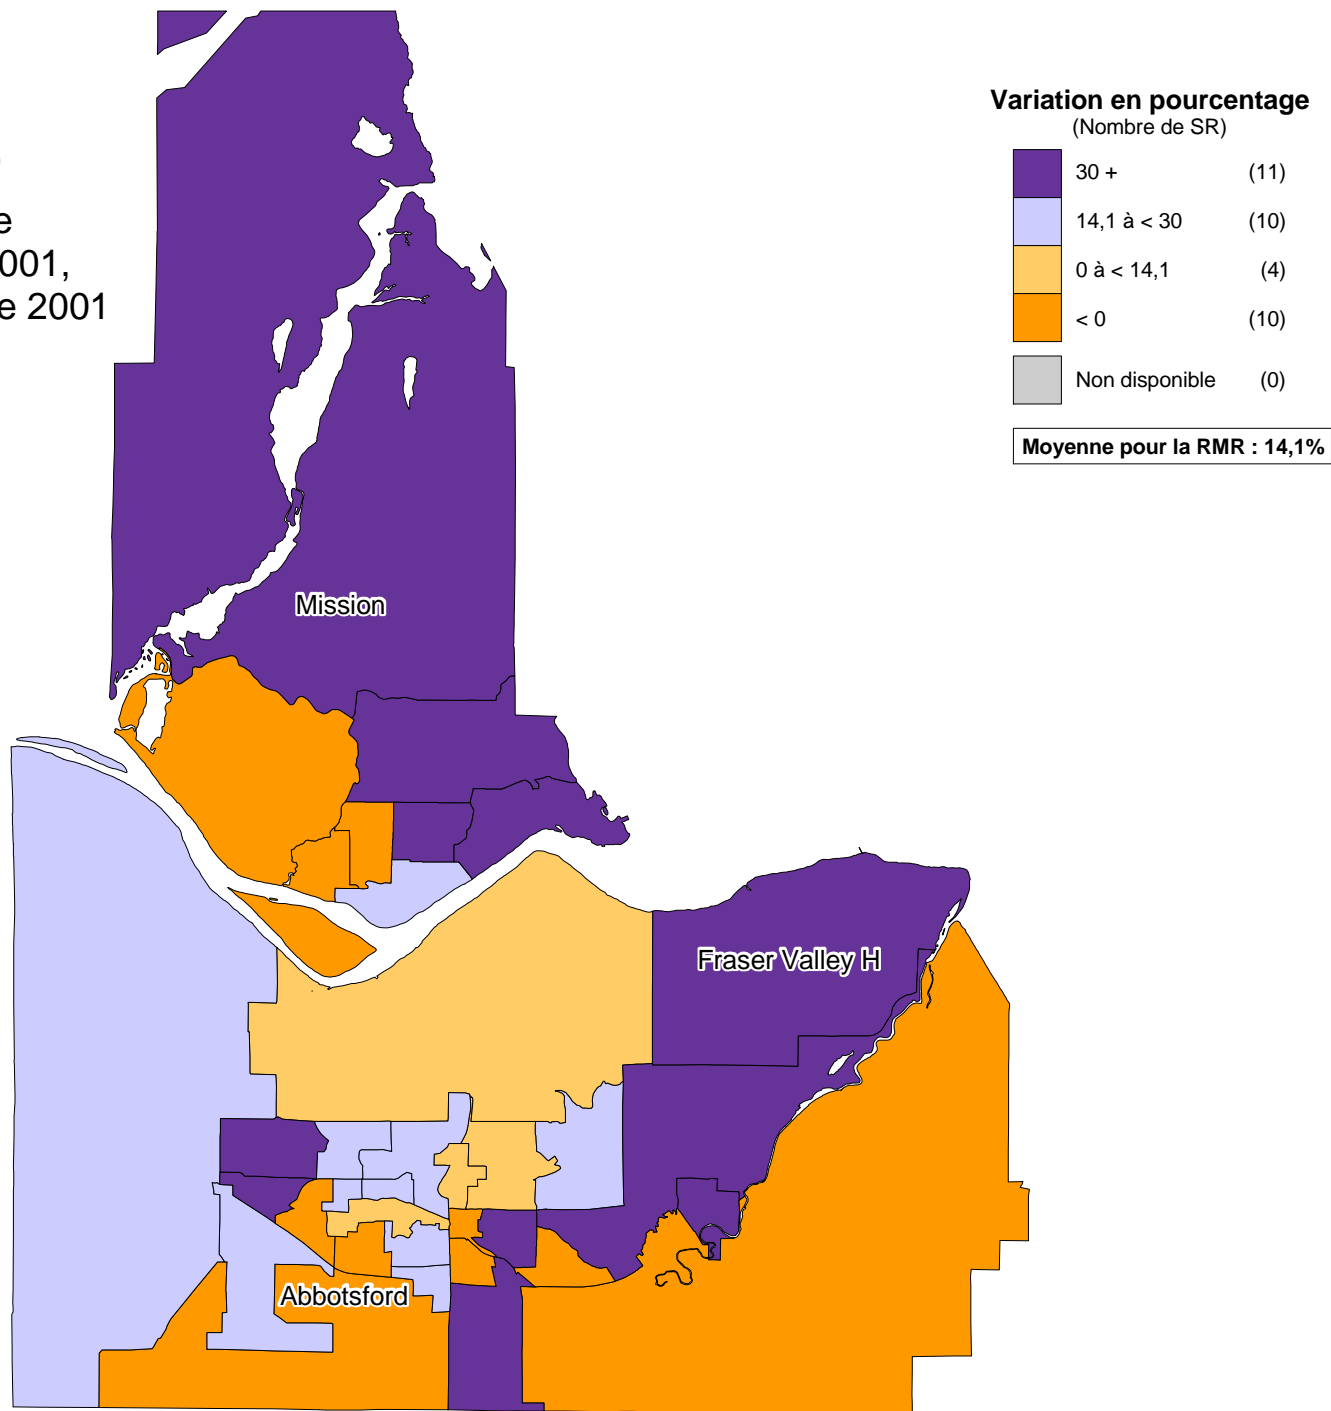 e
001,
e 2001
Variation en pourcentage
(Nombre de SR)
30 + (11)
14,1 à < 30 (10)
0 à < 14,1 (4)
< 0 (10)
Non disponible (0)
Moyenne pour la RMR : 14,1%
Mission
Fraser Valley H
Abbotsford